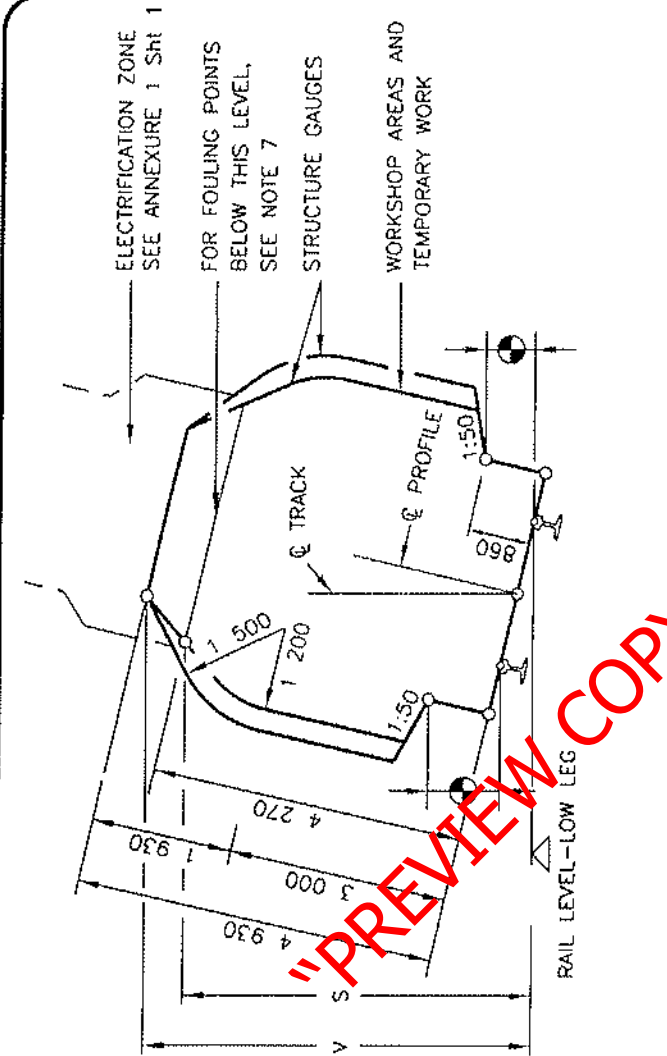 ELECTRIFICATION ZONE
SEE ANNEXURE 1 Sht 1
FOR FOULING POINTS
BELOW THIS LEVEL,
SEE NOTE 7
STRUCTURE GAUGES
WORKSHOP AREAS AND
TEMPORARY WORK
℄ TRACK
℄ PROFILE
1 500
1 200
1:50
1:50
860
4 270
1 930
3 000
4 930
S
V
RAIL LEVEL-LOW LEG
"PREVIEW COPY